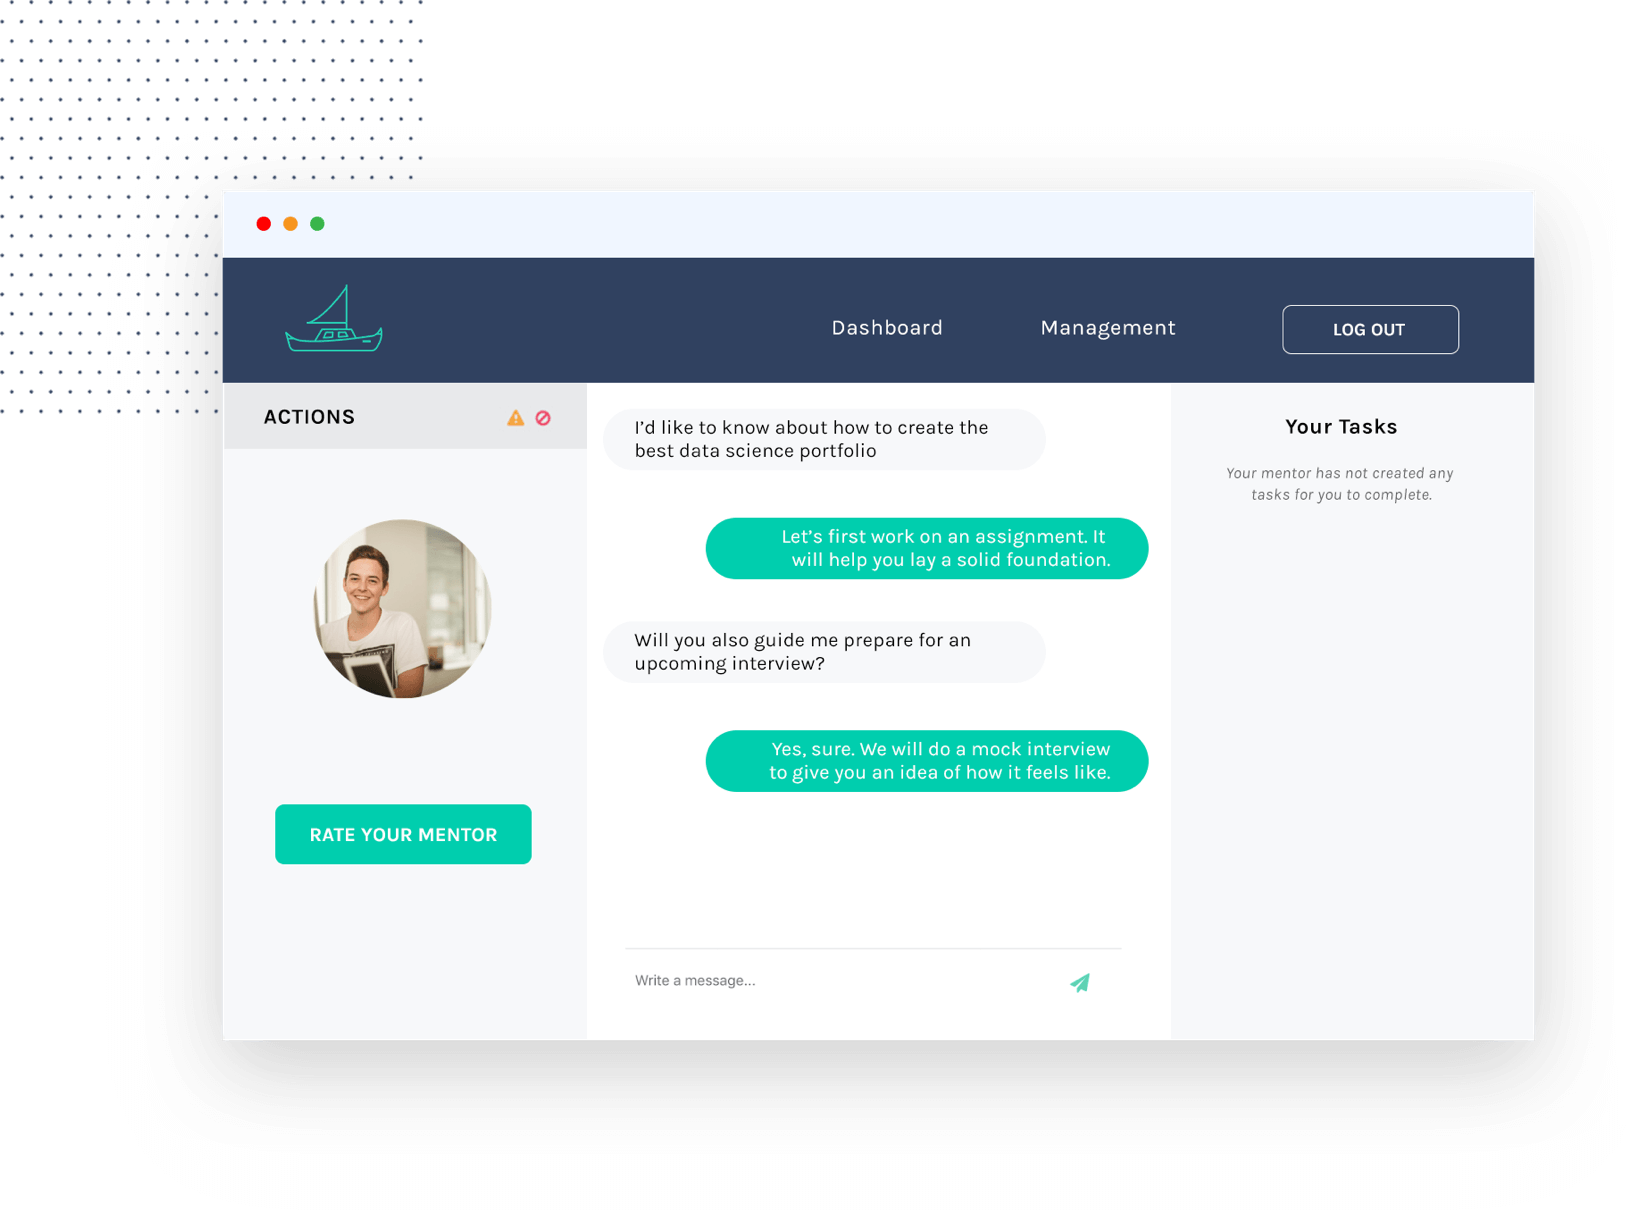 Dashboard
Management
LOG OUT
ACTIONS
I’d like to know about how to create the
best data science portfolio
Let’s first work on an assignment. It
will help you lay a solid foundation.
Will you also guide me prepare for an
upcoming interview?
Yes, sure. We will do a mock interview
to give you an idea of how it feels like.
RATE YOUR MENTOR
Write a message...
Your Tasks
Your mentor has not created any
tasks for you to complete.